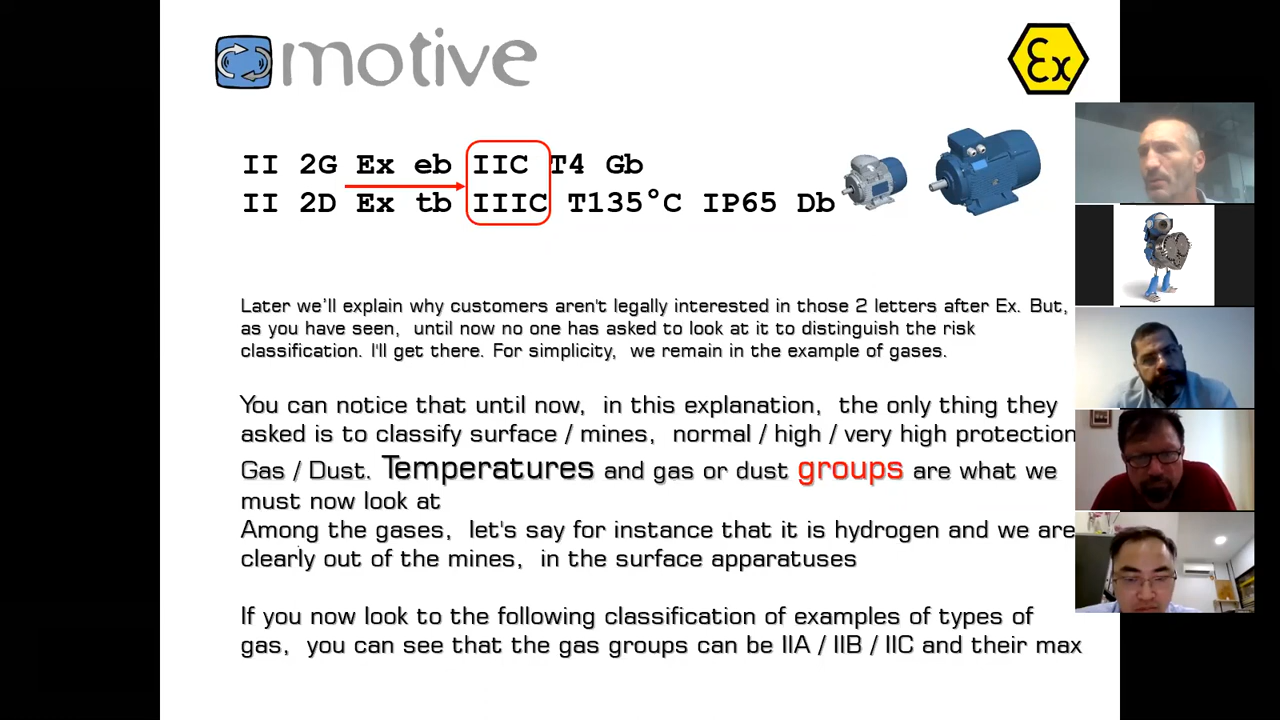 motive
Ex
II 2G Ex eb IIC T4 Gb
II 2D Ex tb IIIC T135°C IP65 Db
Later we'll explain why customers aren't legally interested in those 2 letters after Ex. But,
as you have seen, until now no one has asked to look at it to distinguish the risk
classification. I'll get there. For simplicity, we remain in the example of gases.
You can notice that until now, in this explanation, the only thing they
asked is to classify surface / mines, normal / high / very high protection
Gas / Dust. Temperatures and gas or dust groups are what we
must now look at
Among the gases, let's say for instance that it is hydrogen and we are
clearly out of the mines, in the surface apparatuses
If you now look to the following classification of examples of types of
gas, you can see that the gas groups can be IIA / IIB / IIC and their max